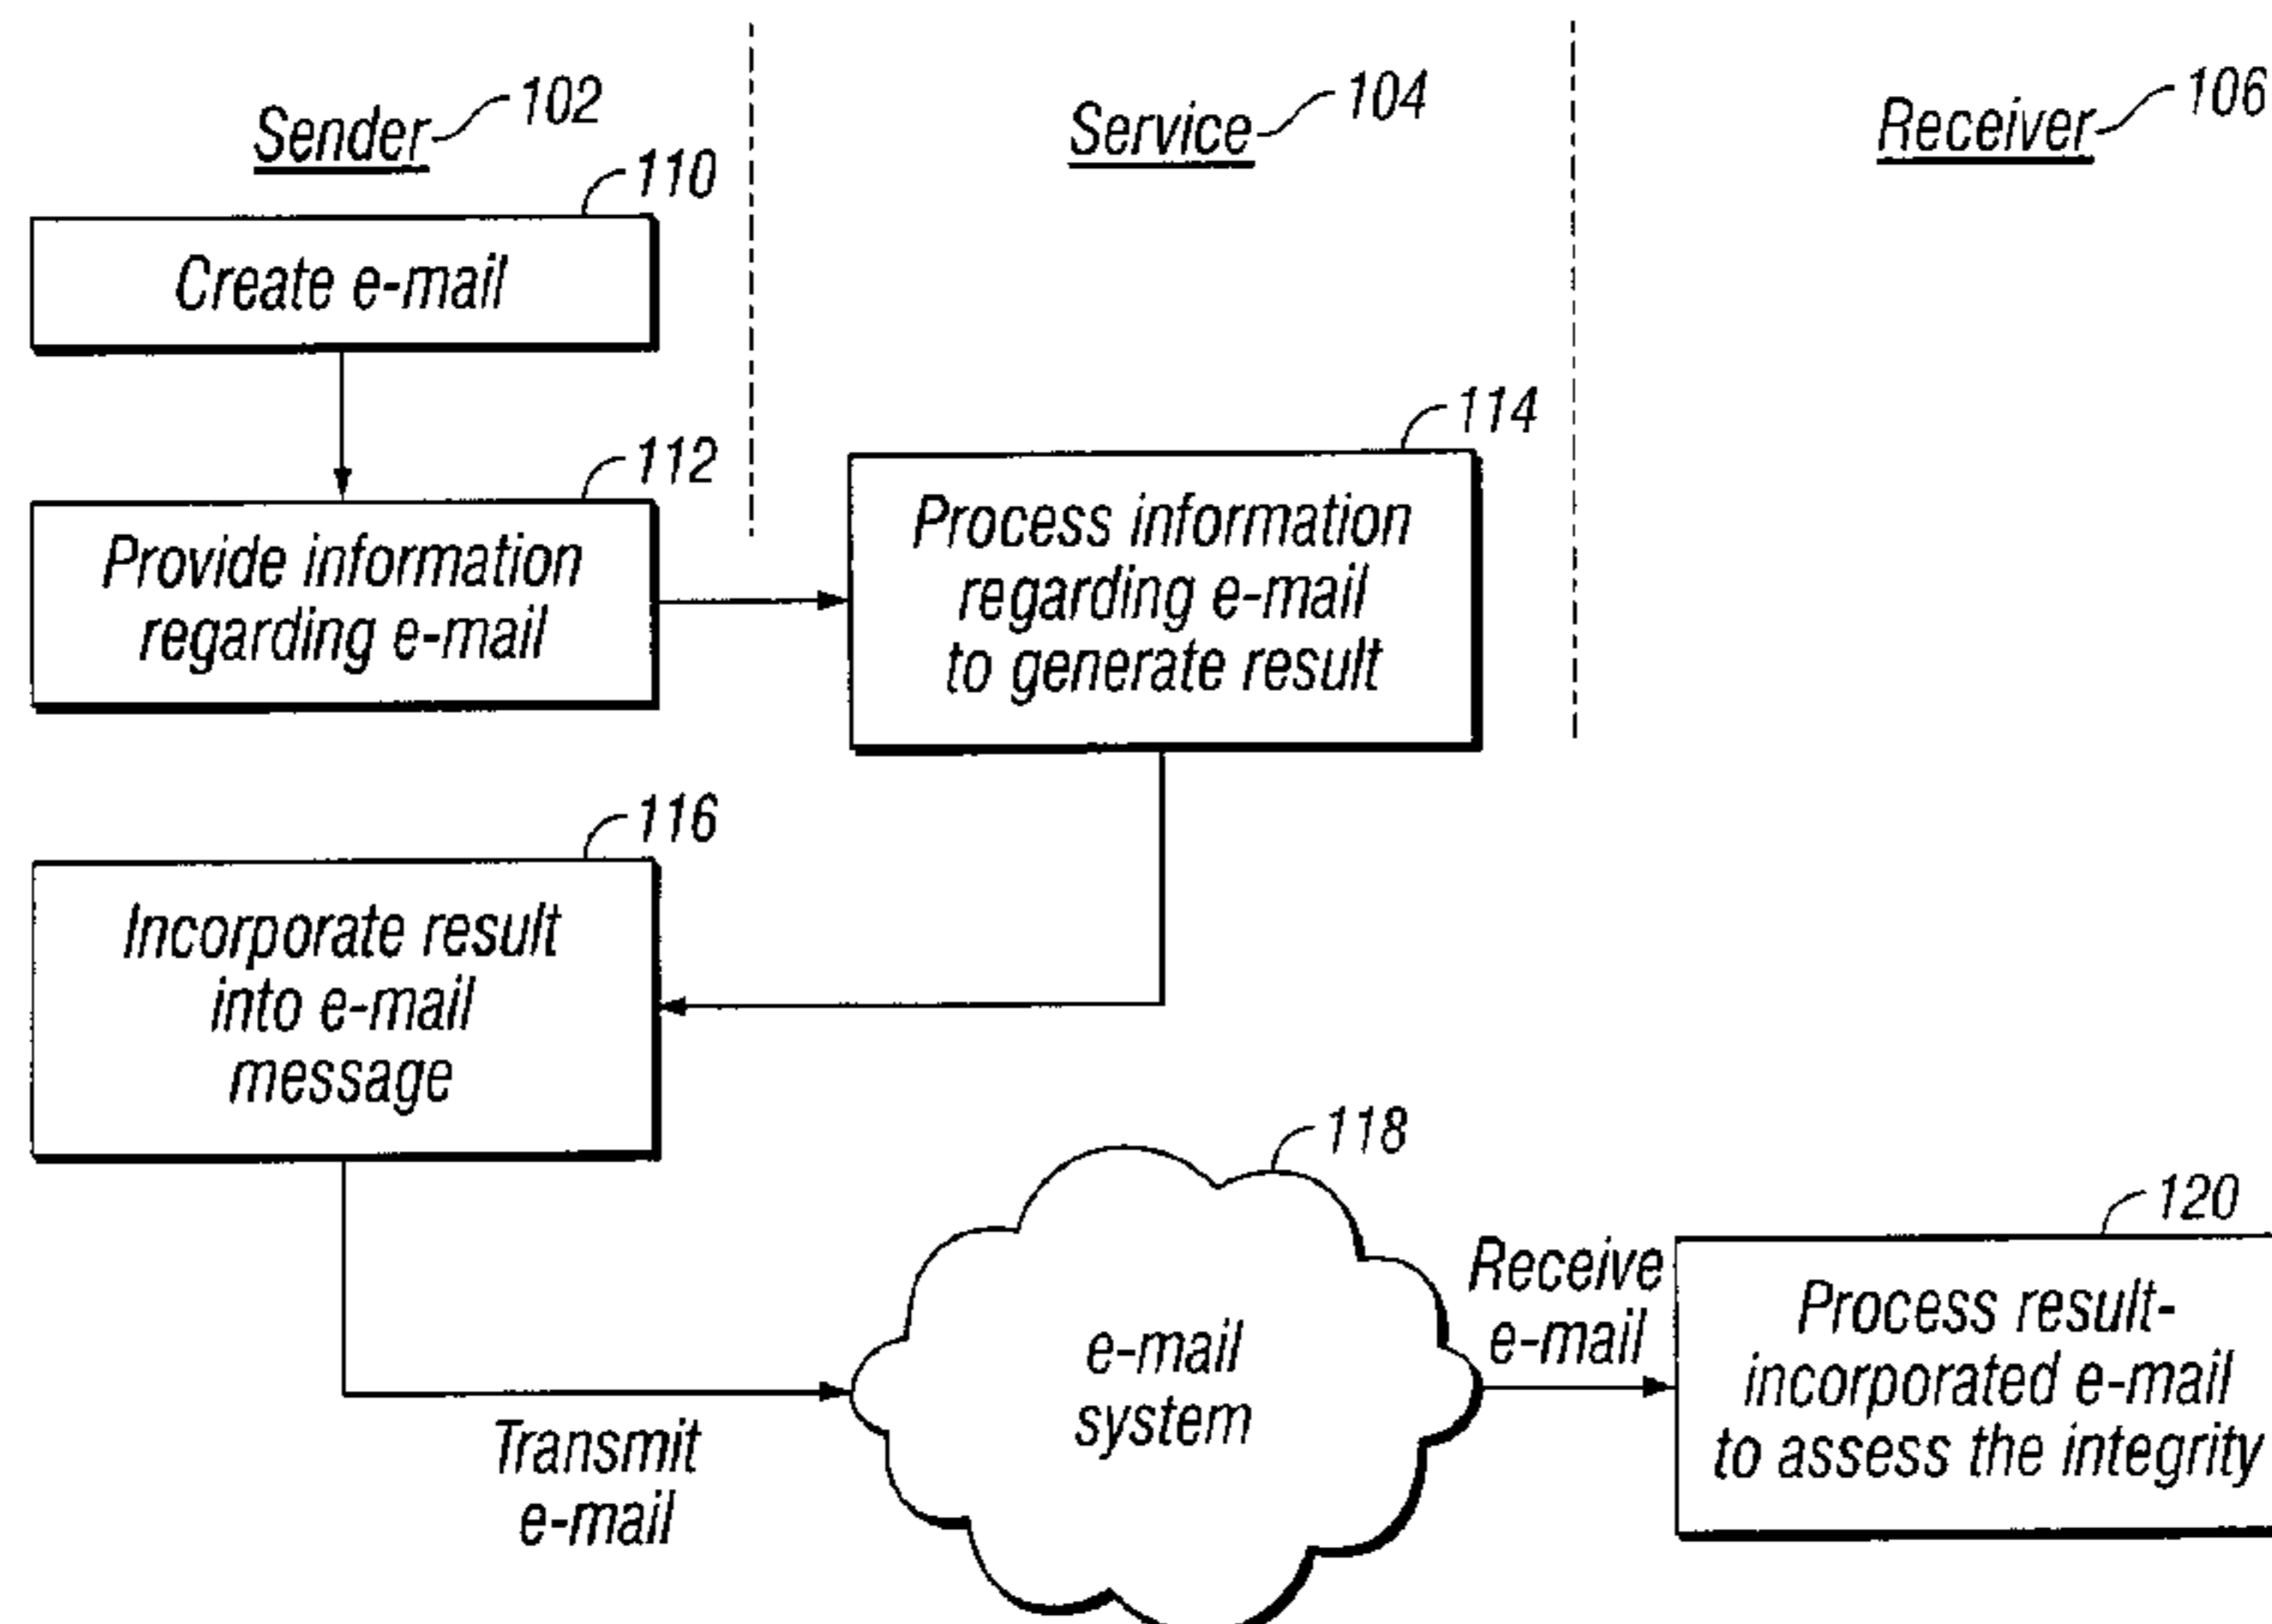 Sender 102
Service 104
Receiver 106
110
Create e-mail
112
Provide information
regarding e-mail
114
Process information
regarding e-mail
to generate result
116
Incorporate result
into e-mail
message
Transmit
e-mail
118
e-mail
system
Receive
e-mail
120
Process result-
incorporated e-mail
to assess the integrity